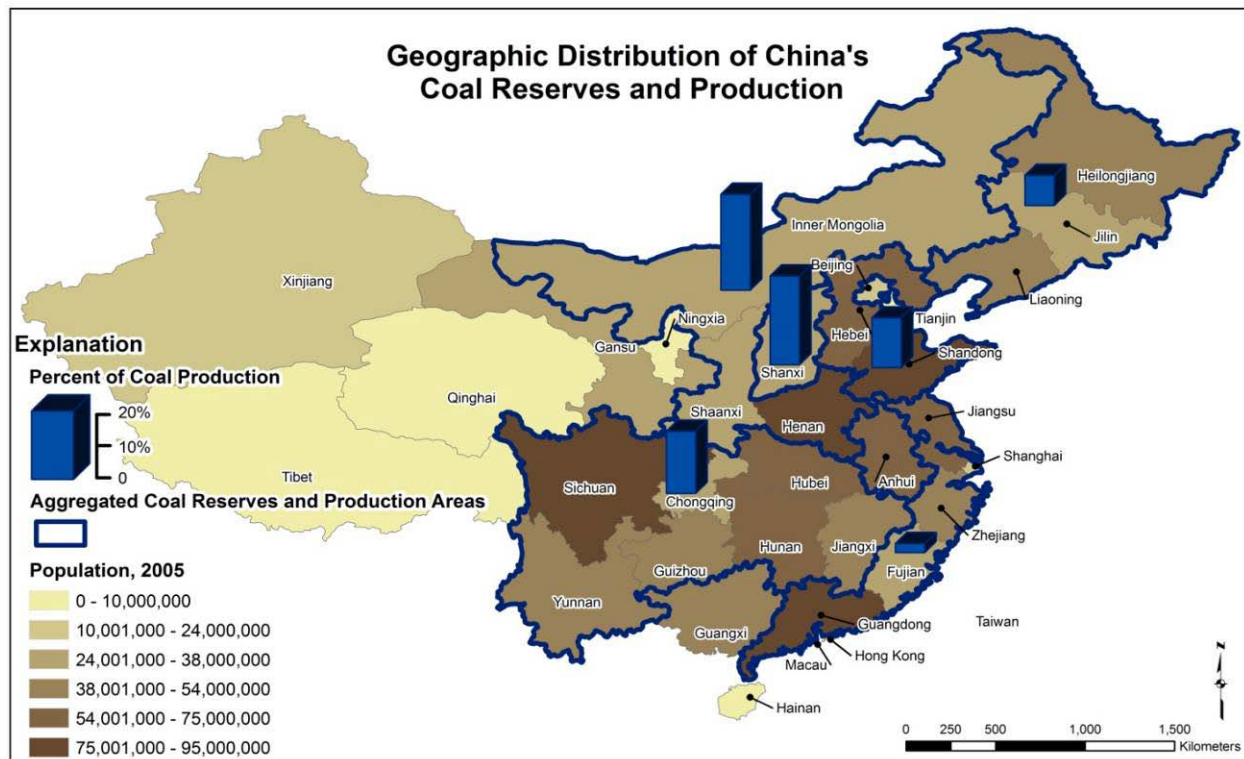 Geographic Distribution of China's
Coal Reserves and Production
Heilongjiang
Inner Mongolia
Jilin
Beijing
Xinjiang
Liaoning
Ningxia
Tianjin
Hebei
Gansu
Shandong
Shanxi
Qinghai
Shaanxi
Jiangsu
Henan
Shanghai
Tibet
Sichuan
Anhui
Hubei
Chongqing
Zhejiang
Hunan
Jiangxi
Guizhou
Fujian
Yunnan
Guangdong
Taiwan
Guangxi
Hong Kong
Macau
Hainan
Explanation
Percent of Coal Production
20%
10%
0
Aggregated Coal Reserves and Production Areas
Population, 2005
0 - 10,000,000
10,001,000 - 24,000,000
24,001,000 - 38,000,000
38,001,000 - 54,000,000
54,001,000 - 75,000,000
75,001,000 - 95,000,000
N
0 250 500 1,000 1,500
Kilometers